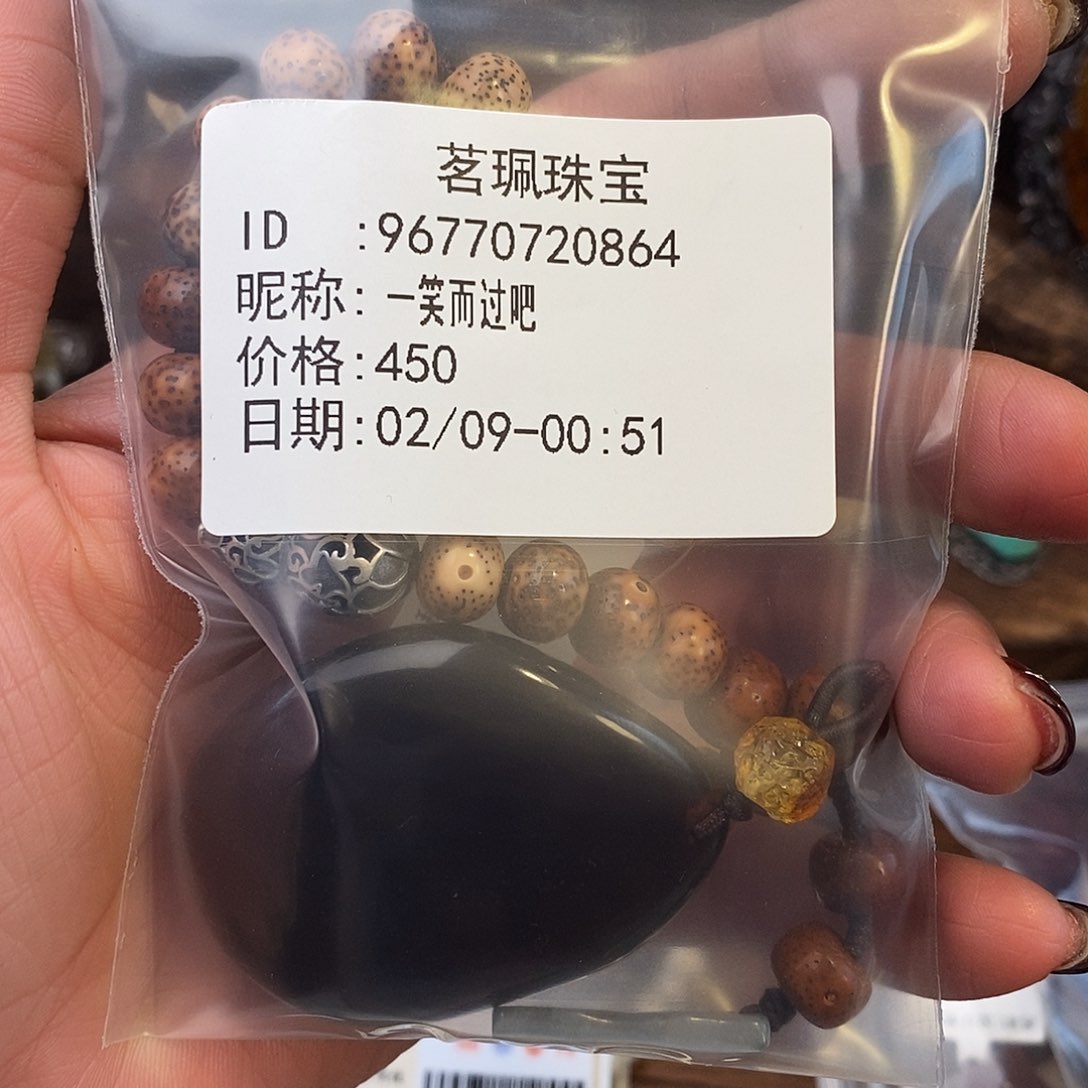 茗珮珠宝
ID :96770720864
昵称: 一笑而过吧
价格:450
日期:02/09-00:51